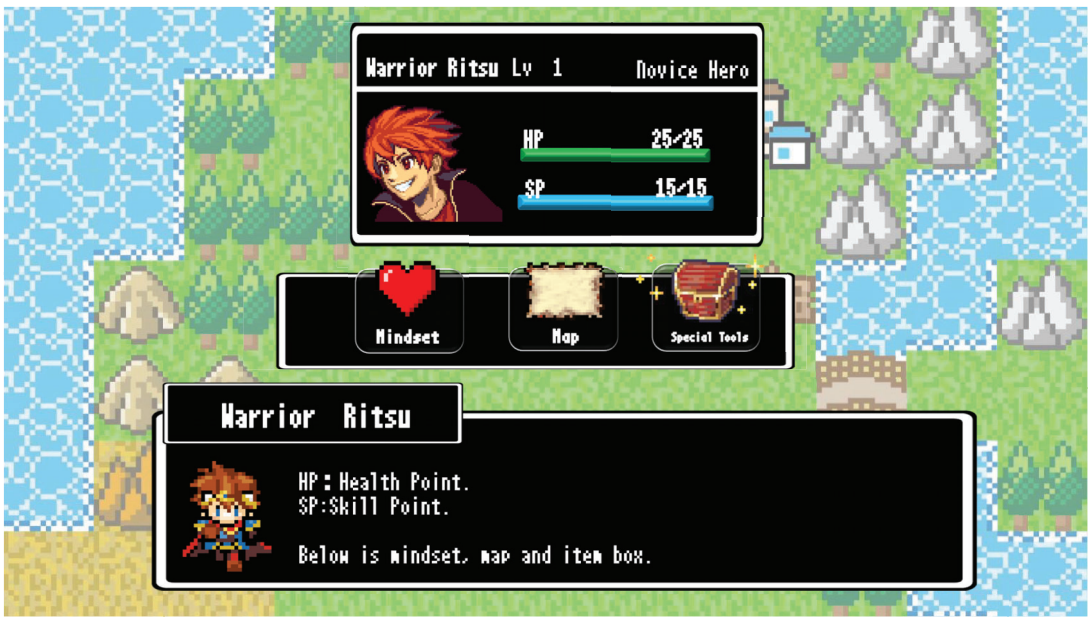 Warrior Ritsu Lv 1 Novice Hero
HP 25/25
SP 15/15
Mindset Map Special Tools
Warrior Ritsu
HP:Health Point.
SP:Skill Point.
Below is mindset, map and item box.